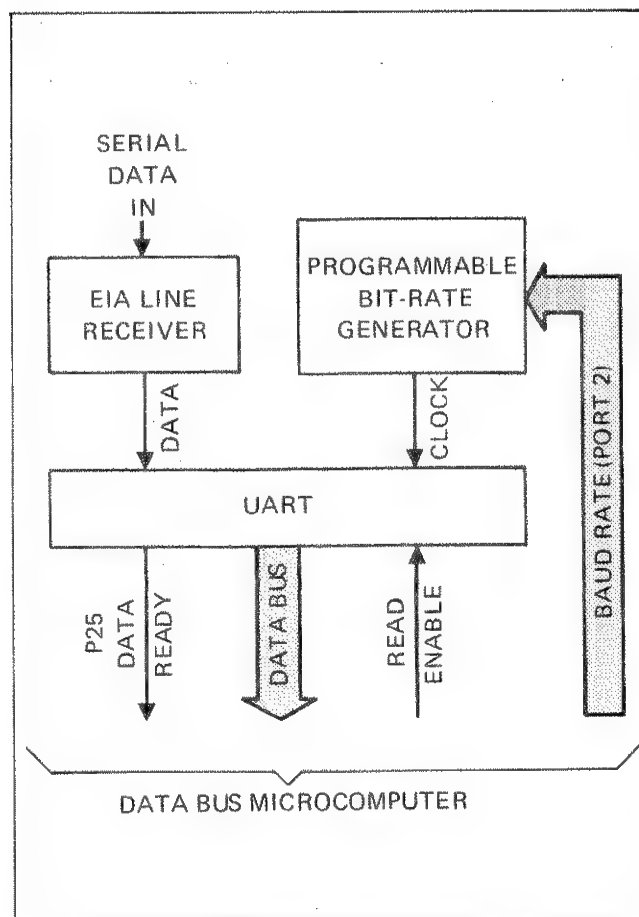 SERIAL
DATA
IN
EIA LINE
RECEIVER
PROGRAMMABLE
BIT-RATE
GENERATOR
DATA
CLOCK
BAUD RATE (PORT 2)
UART
P25
DATA
READY
DATA BUS
READ
ENABLE
DATA BUS MICROCOMPUTER